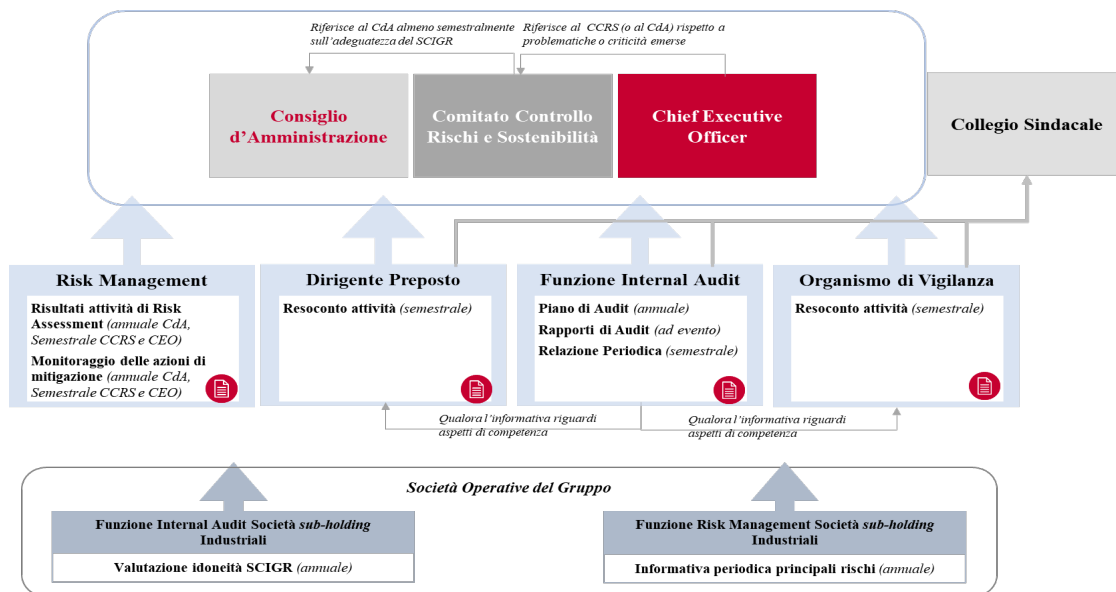 Riferisce al CdA almeno semestralmente
sull'adeguatezza del SCIGR
Riferisce al CCRS (o al CdA) rispetto a
problematiche o criticità emerse
Consiglio
d'Amministrazione
Comitato Controllo
Rischi e Sostenibilità
Chief Executive
Officer
Collegio Sindacale
Risk Management
Risultati attività di Risk
Assessment (annuale CdA,
Semestrale CCRS e CEO)
Monitoraggio delle azioni di
mitigazione (annuale CdA,
Semestrale CCRS e CEO)
Dirigente Preposto
Resoconto attività (semestrale)
Funzione Internal Audit
Piano di Audit (annuale)
Rapporti di Audit (ad evento)
Relazione Periodica (semestrale)
Organismo di Vigilanza
Resoconto attività (semestrale)
Qualora l'informativa riguardi
aspetti di competenza
Qualora l'informativa riguardi
aspetti di competenza
Società Operative del Gruppo
Funzione Internal Audit Società sub-holding
Industriali
Valutazione idoneità SCIGR (annuale)
Funzione Risk Management Società sub-holding
Industriali
Informativa periodica principali rischi (annuale)